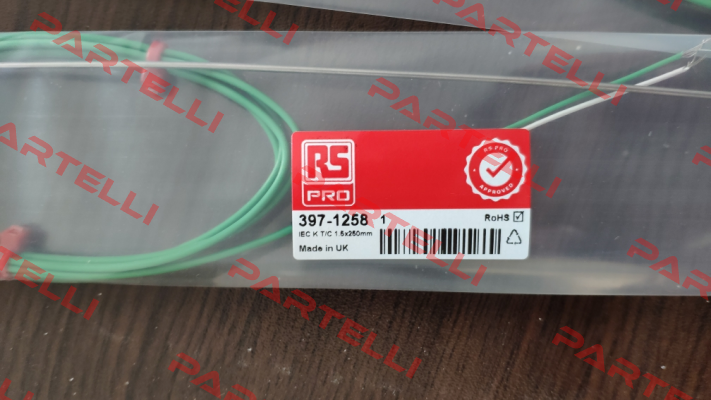 RS
PRO
RS PRO
APPROVED
397-1258 1
RoHS
IEC K T/C 1.5x250mm
Made in UK
PARTELLI
PARTELLI
PARTELLI
PARTELLI
PARTELLI
PARTELLI
PARTELLI
PARTELLI
PARTELLI